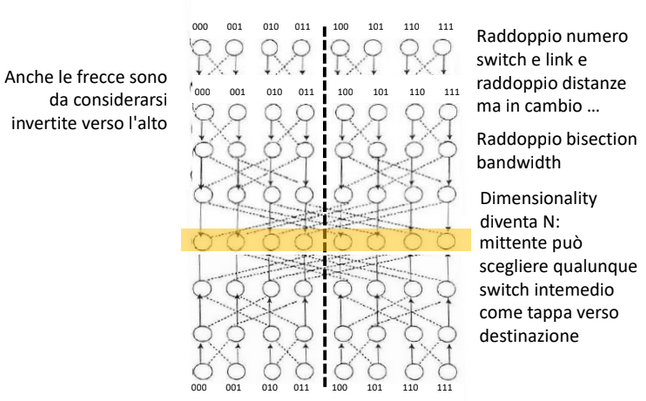 Anche le frecce sono
da considerarsi
invertite verso l'alto
000 001 010 011 100 101 110 111
000 001 010 011 100 101 110 111
000 001 010 011 100 101 110 111
Raddoppio numero
switch e link e
raddoppio distanze
ma in cambio ...
Raddoppio bisection
bandwidth
Dimensionality
diventa N:
mittente può
scegliere qualunque
switch intemedio
come tappa verso
destinazione